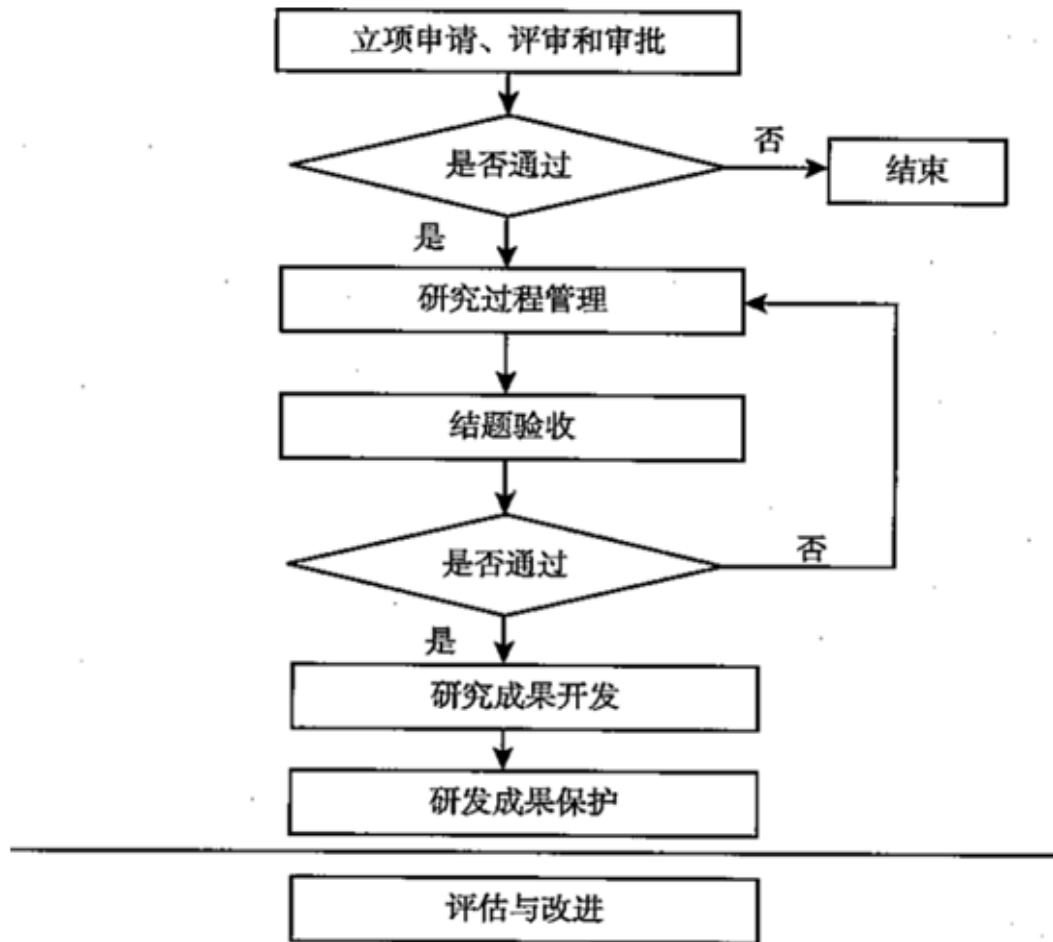 立项申请、评审和审批
是否通过
否
结束
是
研究过程管理
结题验收
是否通过
否
是
研究成果开发
研发成果保护
评估与改进